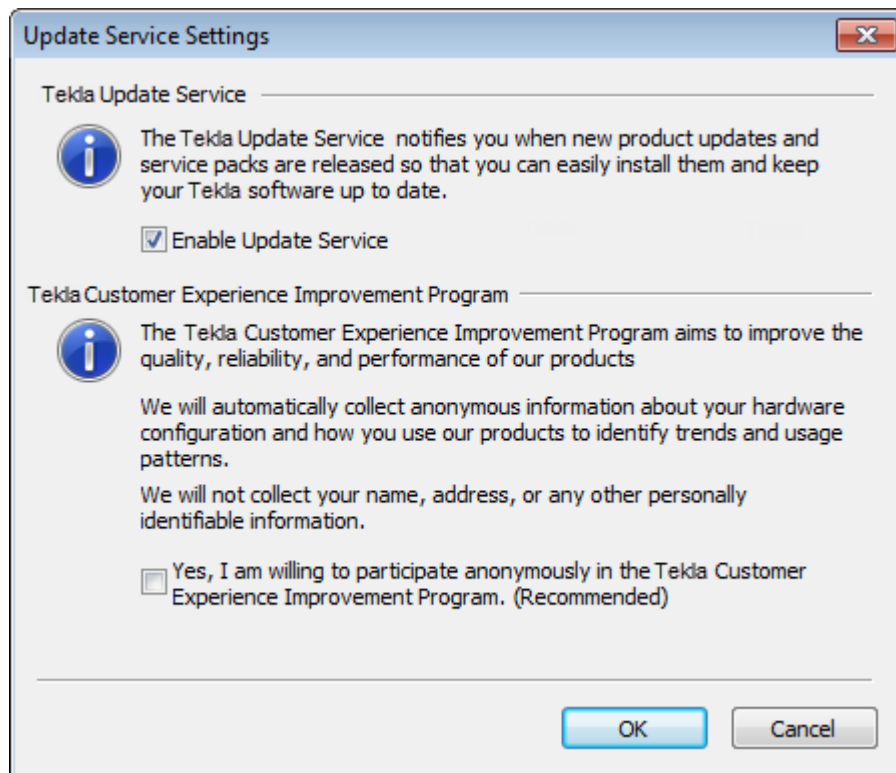 Update Service Settings
Tekla Update Service
The Tekla Update Service notifies you when new product updates and
service packs are released so that you can easily install them and keep
your Tekla software up to date.
Enable Update Service
Tekla Customer Experience Improvement Program
The Tekla Customer Experience Improvement Program aims to improve the
quality, reliability, and performance of our products
We will automatically collect anonymous information about your hardware
configuration and how you use our products to identify trends and usage
patterns.
We will not collect your name, address, or any other personally
identifiable information.
Yes, I am willing to participate anonymously in the Tekla Customer
Experience Improvement Program. (Recommended)
OK
Cancel